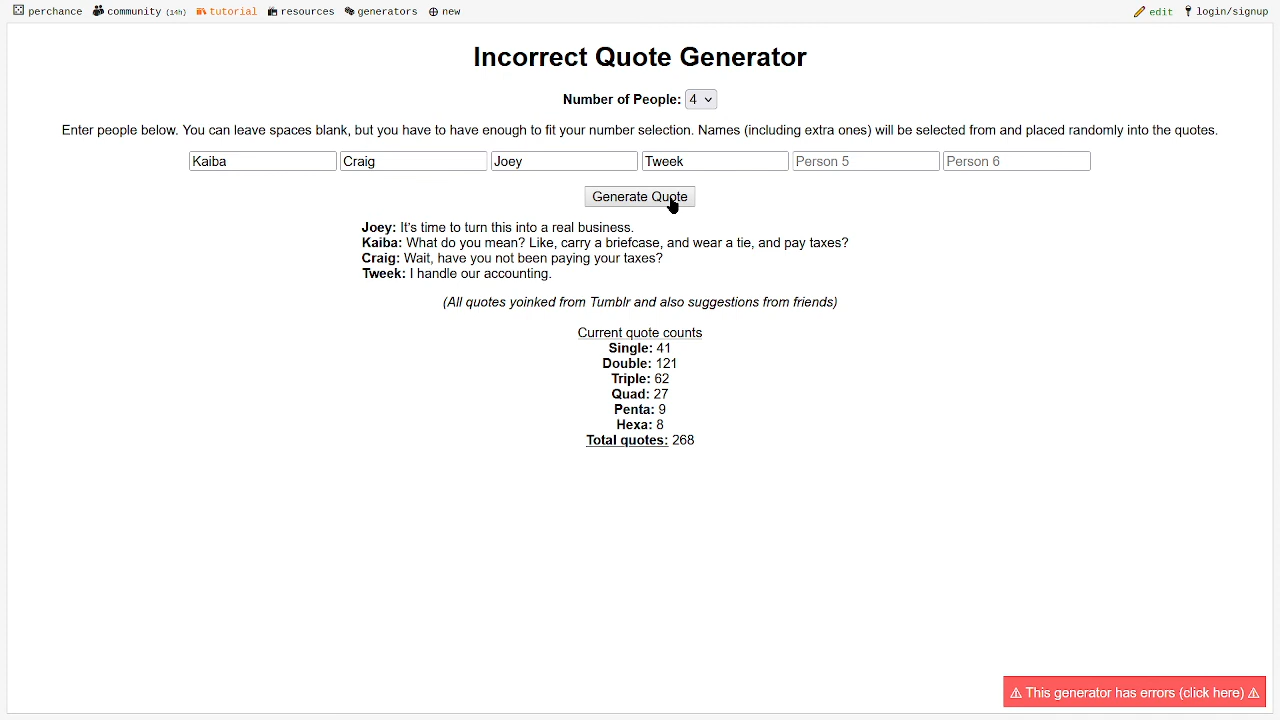 perchance community (14h) tutorial resources generators new edit login/signup
Incorrect Quote Generator
Number of People: 4
Enter people below. You can leave spaces blank, but you have to have enough to fit your number selection. Names (including extra ones) will be selected from and placed randomly into the quotes.
Kaiba Craig Joey Tweek Person 5 Person 6
Generate Quote
Joey: It's time to turn this into a real business.
Kaiba: What do you mean? Like, carry a briefcase, and wear a tie, and pay taxes?
Craig: Wait, have you not been paying your taxes?
Tweek: I handle our accounting.
(All quotes yoinked from Tumblr and also suggestions from friends)
Current quote counts
Single: 41
Double: 121
Triple: 62
Quad: 27
Penta: 9
Hexa: 8
Total quotes: 268
⚠ This generator has errors (click here) ⚠